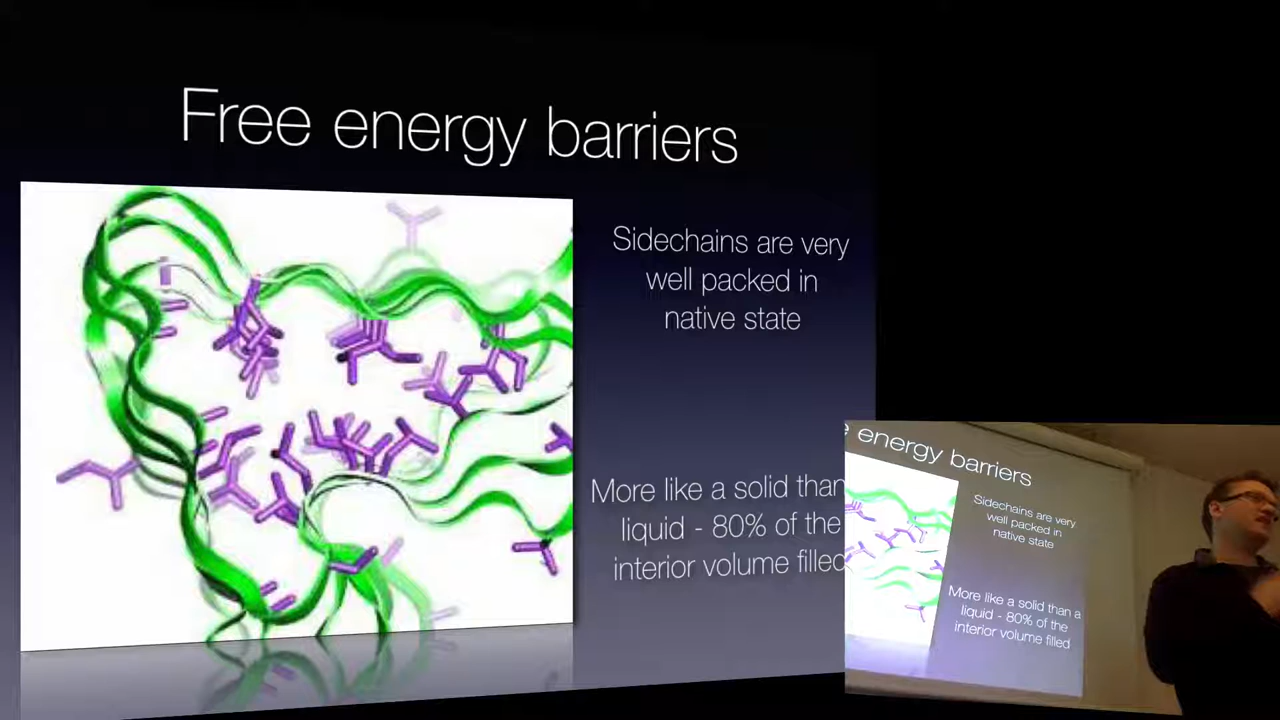 Free energy barriers
Sidechains are very
well packed in
native state
More like a solid than
liquid - 80% of the
interior volume filled
energy barriers
Sidechains are very
well packed in
native state
More like a solid than a
liquid - 80% of the
interior volume filled